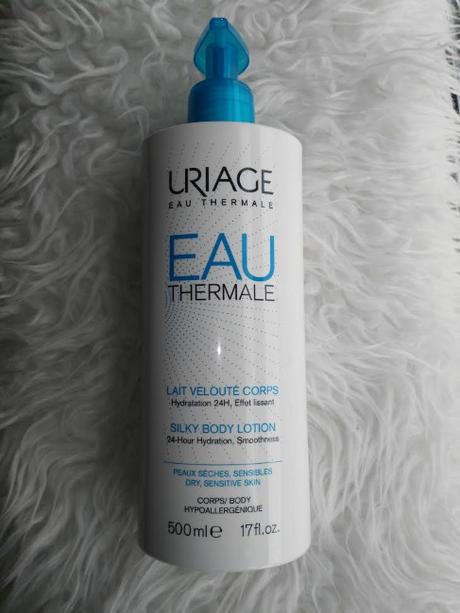 URIAGE
EAU THERMALE
EAU
THERMALE
LAIT VELOUTÉ CORPS
Hydratation 24H, Effet lissant
SILKY BODY LOTION
24-Hour Hydration, Smoothness
PEAUX SÈCHES, SENSIBLES
DRY, SENSITIVE SKIN
CORPS/ BODY
HYPOALLERGÉNIQUE
500ml℮ 17fl.oz.